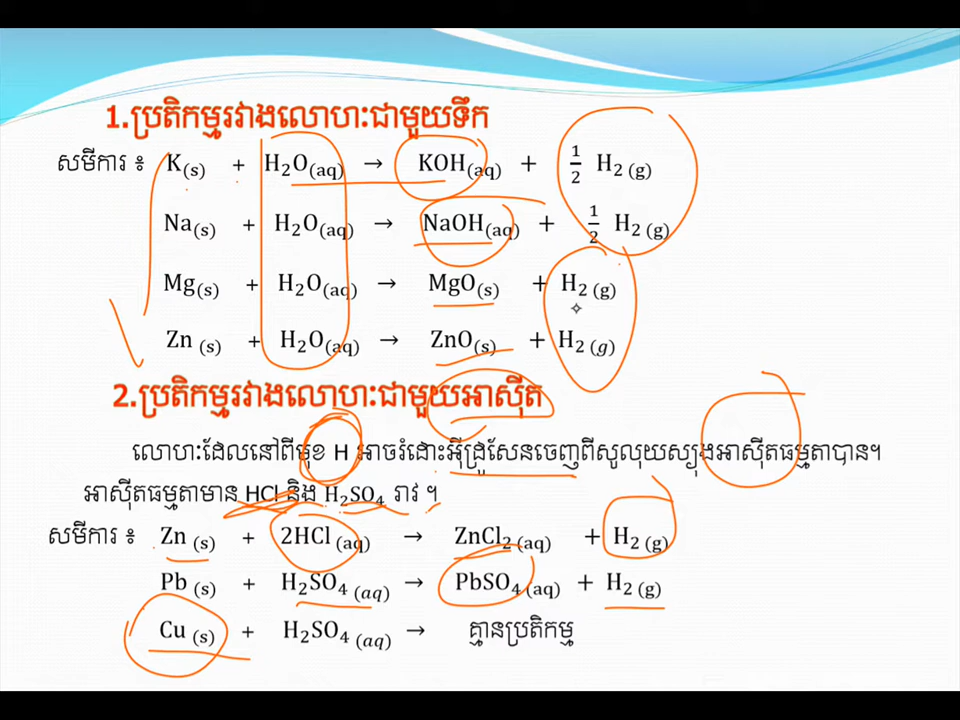 1.ប្រតិកម្មរវាងលោហៈជាមួយទឹក
សមីការ ៖ K(s) + H₂O(aq) → KOH(aq) + 1/2 H₂ (g)
Na(s) + H₂O(aq) → NaOH(aq) + 1/2 H₂ (g)
Mg(s) + H₂O(aq) → MgO(s) + H₂ (g)
Zn (s) + H₂O(aq) → ZnO(s) + H₂ (g)
2.ប្រតិកម្មរវាងលោហៈជាមួយអាស៊ីត
លោហៈដែលនៅពីមុខ H អាចរំដោះអ៊ីដ្រូសែនចេញពីសូលុយស្យុងអាស៊ីតធម្មតាបាន។
អាស៊ីតធម្មតាមាន HCl និង H₂SO₄ រាវ ។
សមីការ ៖ Zn (s) + 2HCl (aq) → ZnCl₂ (aq) + H₂ (g)
Pb (s) + H₂SO₄ (aq) → PbSO₄ (aq) + H₂ (g)
Cu (s) + H₂SO₄ (aq) → គ្មានប្រតិកម្ម